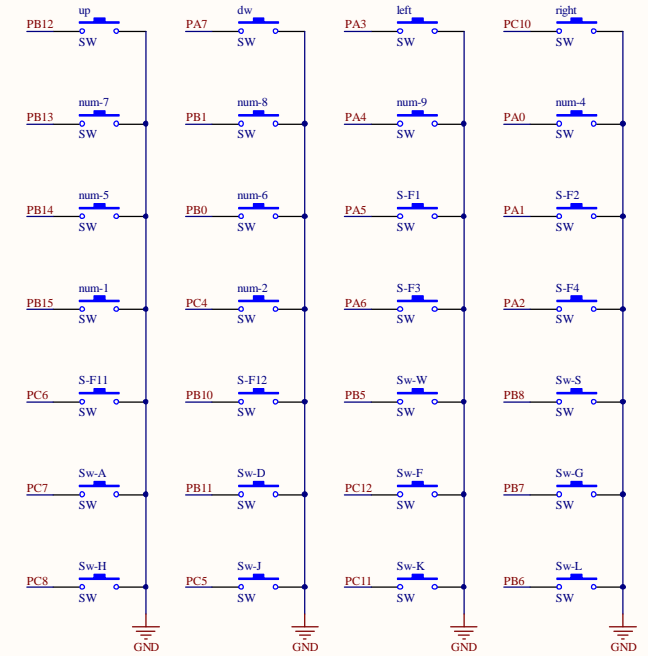 up dw left right
PB12 PA7 PA3 PC10
SW SW SW SW
num-7 num-8 num-9 num-4
PB13 PB1 PA4 PA0
SW SW SW SW
num-5 num-6 S-F1 S-F2
PB14 PB0 PA5 PA1
SW SW SW SW
num-1 num-2 S-F3 S-F4
PB15 PC4 PA6 PA2
SW SW SW SW
S-F11 S-F12 Sw-W Sw-S
PC6 PB10 PB5 PB8
SW SW SW SW
Sw-A Sw-D Sw-F Sw-G
PC7 PB11 PC12 PB7
SW SW SW SW
Sw-H Sw-J Sw-K Sw-L
PC8 PC5 PC11 PB6
SW SW SW SW
GND GND GND GND